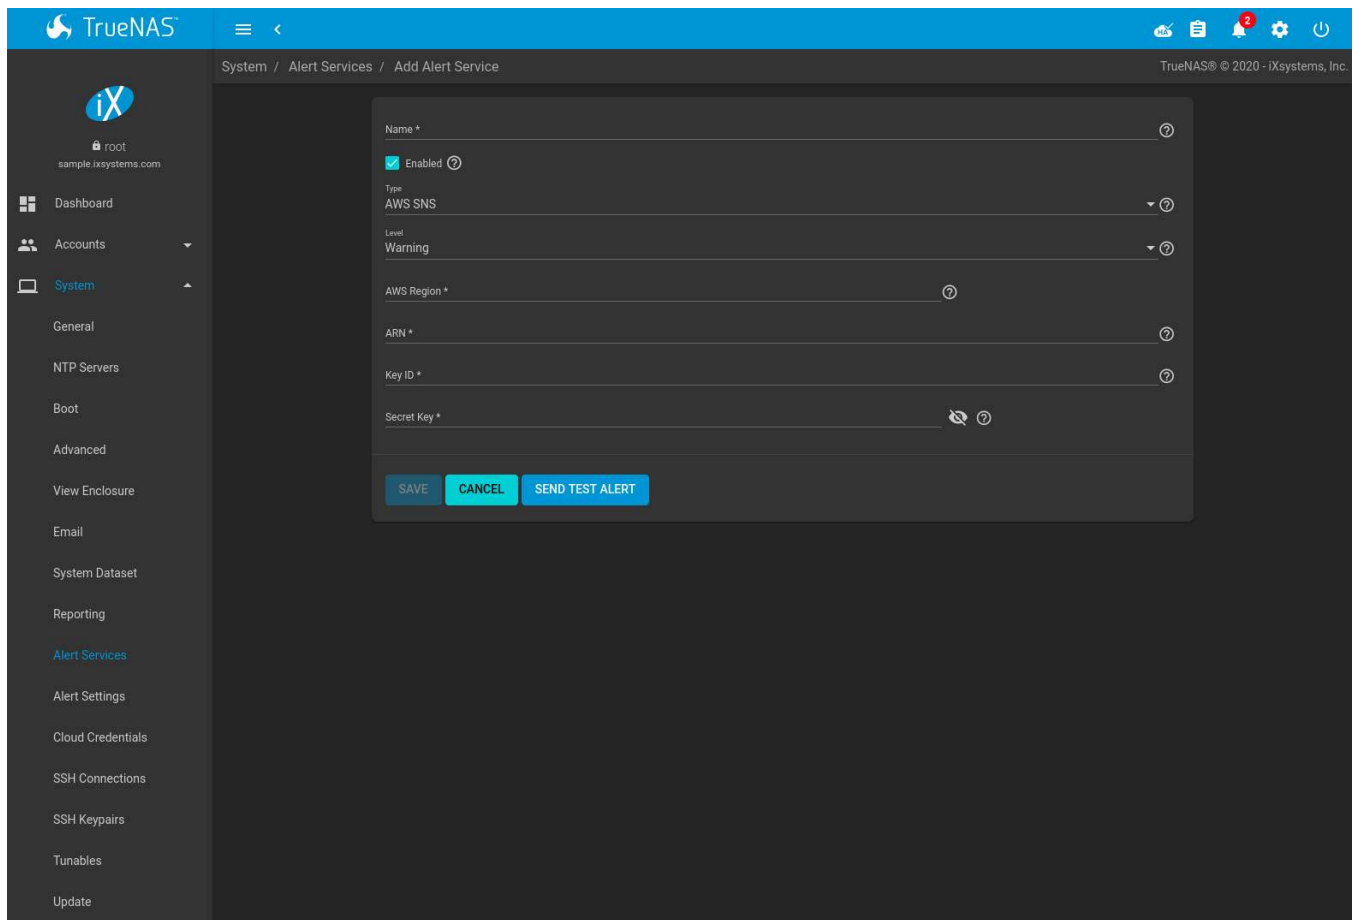 TrueNAS
2
System / Alert Services / Add Alert Service
TrueNAS® © 2020 - iXsystems, Inc.
iX
root
sample.ixsystems.com
Dashboard
Accounts
System
General
NTP Servers
Boot
Advanced
View Enclosure
Email
System Dataset
Reporting
Alert Services
Alert Settings
Cloud Credentials
SSH Connections
SSH Keypairs
Tunables
Update
Name *
Enabled
Type
AWS SNS
Level
Warning
AWS Region *
ARN *
Key ID *
Secret Key *
SAVE
CANCEL
SEND TEST ALERT
HA